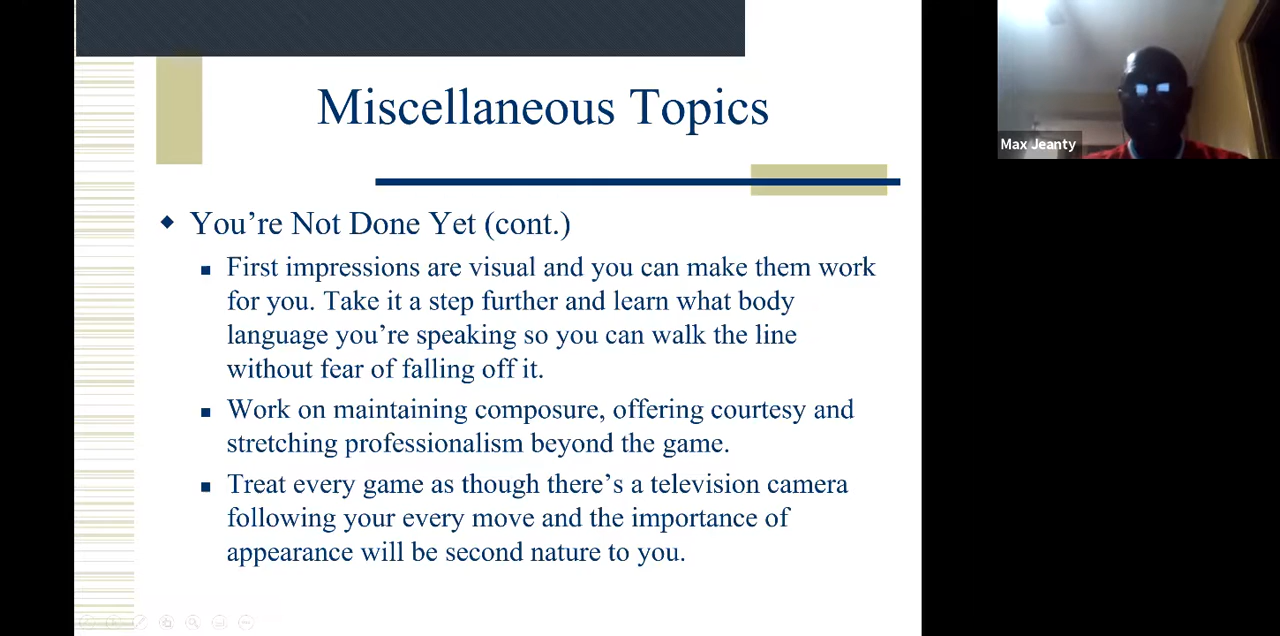 Miscellaneous Topics
You’re Not Done Yet (cont.)
First impressions are visual and you can make them work
for you. Take it a step further and learn what body
language you’re speaking so you can walk the line
without fear of falling off it.
Work on maintaining composure, offering courtesy and
stretching professionalism beyond the game.
Treat every game as though there’s a television camera
following your every move and the importance of
appearance will be second nature to you.
Max Jeanty